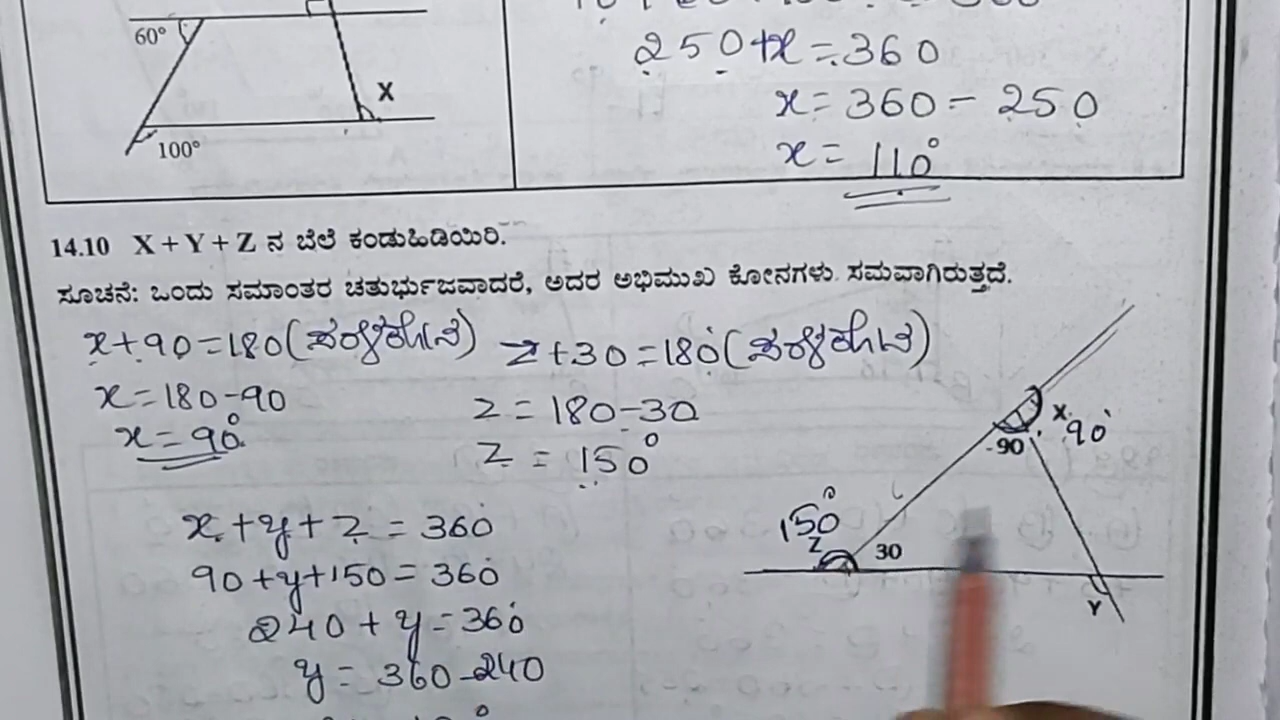 60°
X
100°
250+x=360
x=360-250
x=110°
14.10 X+Y+Z ನ ಬೆಲೆ ಕಂಡುಹಿಡಿಯಿರಿ.
ಸೂಚನೆ: ಒಂದು ಸಮಾಂತರ ಚತುರ್ಭುಜವಾದರೆ, ಅದರ ಅಭಿಮುಖ ಕೋನಗಳು ಸಮವಾಗಿರುತ್ತದೆ.
x+90=180(ಸರಳಕೋನ)
x=180-90
x=90°
z+30=180°(ಸರಳಕೋನ)
z=180-30
z=150°
x+y+z=360°
90+y+150=360°
240+y=360°
y=360-240
X 90°
90
150°
Z
30
Y